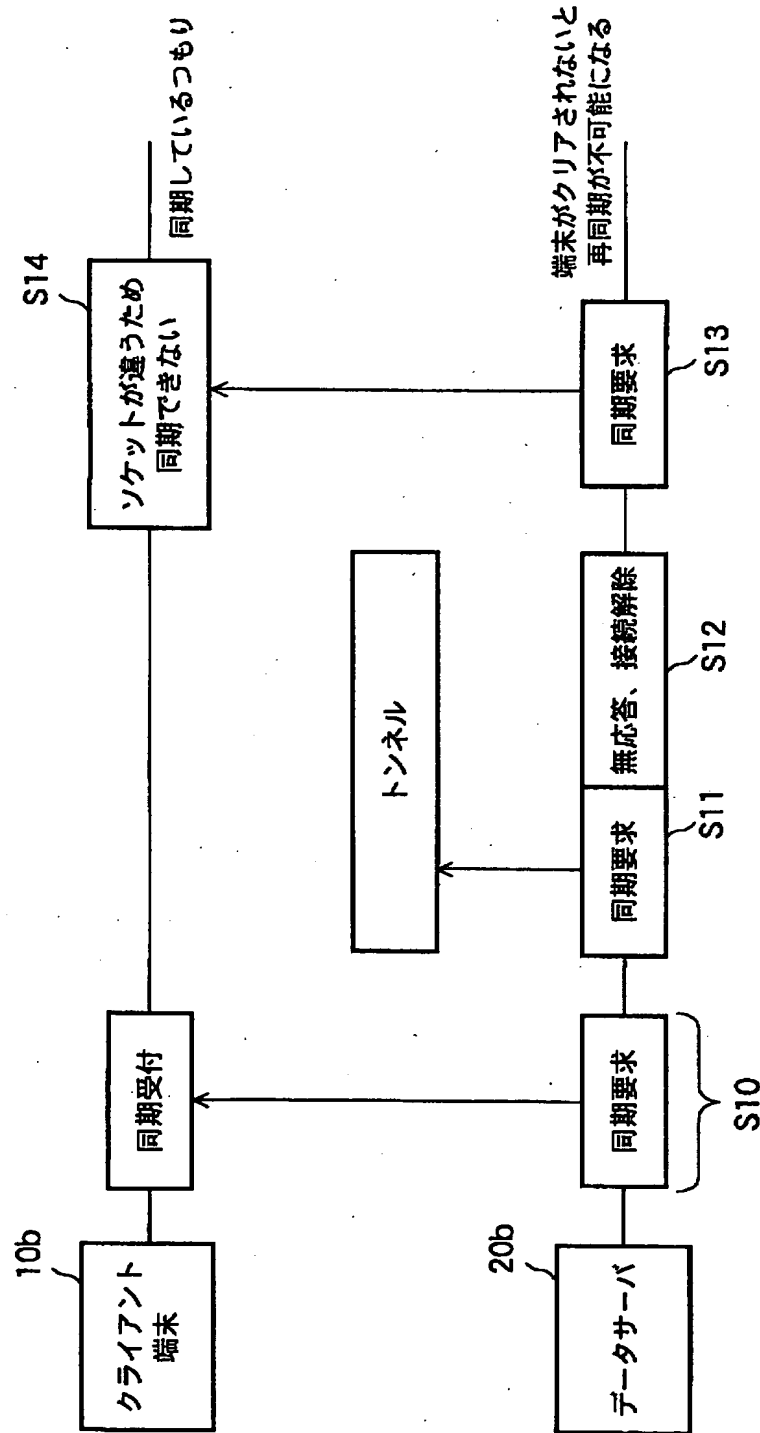 10b
クライアント
端末
同期受付
S14
ソケットが違うため
同期できない
同期しているつもり
トンネル
20b
データサーバ
同期要求
S10
同期要求
S11
無応答、接続解除
S12
同期要求
S13
端末がクリアされないと
再同期が不可能になる